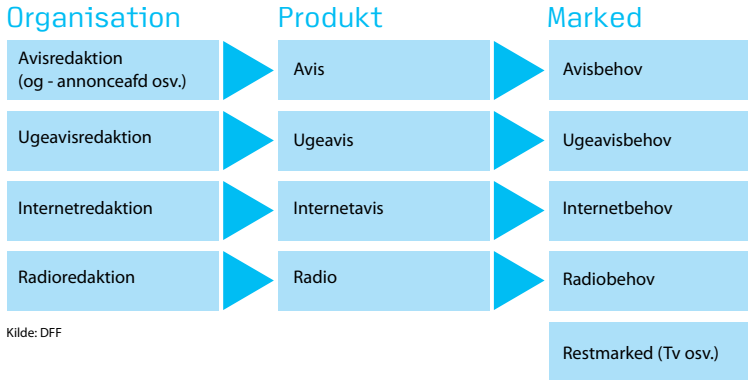 Organisation
Produkt
Marked
Avisredaktion
(og - annonceafd osv.)
Avis
Avisbehov
Ugeavisredaktion
Ugeavis
Ugeavisbehov
Internetredaktion
Internetavis
Internetbehov
Radioredaktion
Radio
Radiobehov
Kilde: DFF
Restmarked (Tv osv.)